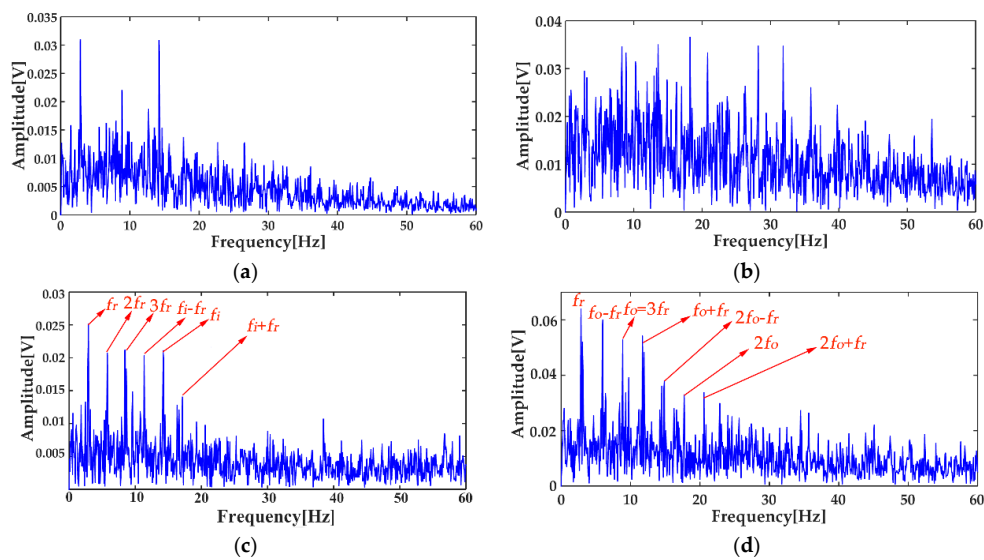 0.035
0.03
0.025
0.02
0.015
0.01
0.005
0
0 10 20 30 40 50 60
Amplitude[V]
Frequency[Hz]
(a)
0.04
0.03
0.02
0.01
0
0 10 20 30 40 50 60
Amplitude[V]
Frequency[Hz]
(b)
0.03
0.025
0.02
0.015
0.01
0.005
0 10 20 30 40 50 60
Amplitude[V]
Frequency[Hz]
fr 2fr 3fr fi-fr fi
fi+fr
(c)
0.06
0.04
0.02
0
0 10 20 30 40 50 60
Amplitude[V]
Frequency[Hz]
fr
fo-fr fo=3fr fo+fr
2fo-fr
2fo 2fo+fr
(d)